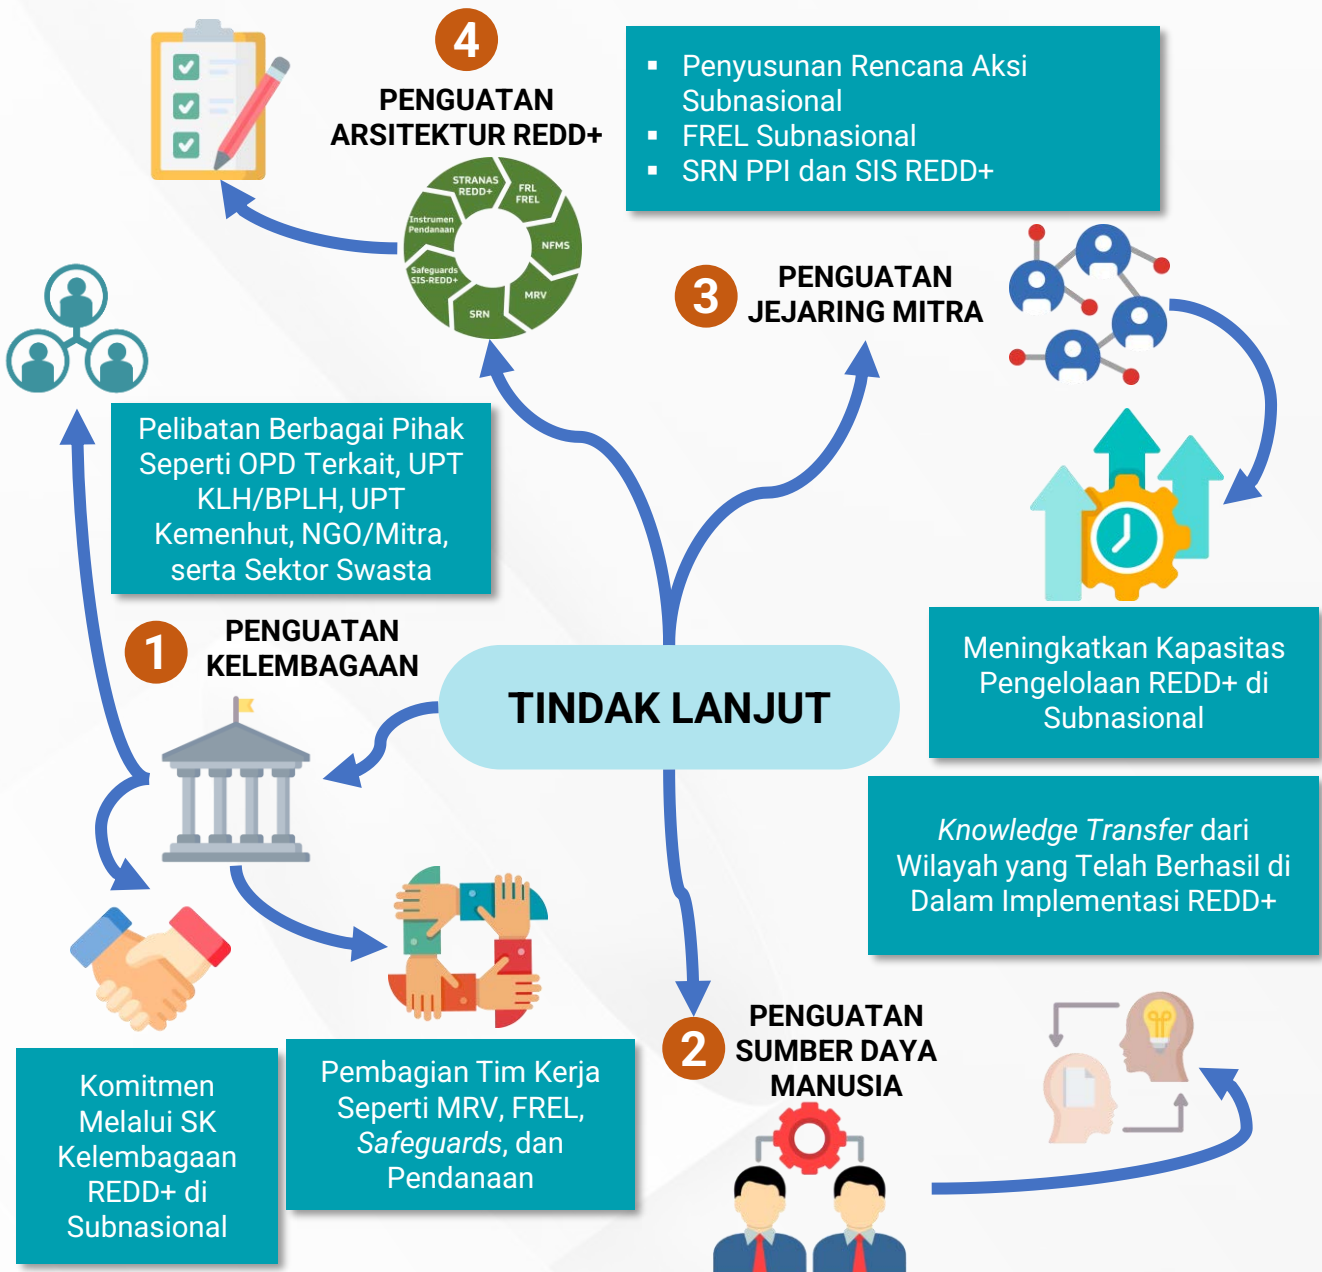 4
PENGUATAN
ARSITEKTUR REDD+
STRANAS
REDD+
FRL
FREL
NFMS
MRV
SRN
Safeguards
SIS-REDD+
Instrumen
Pendanaan
▪ Penyusunan Rencana Aksi
Subnasional
▪ FREL Subnasional
▪ SRN PPI dan SIS REDD+
3
PENGUATAN
JEJARING MITRA
Meningkatkan Kapasitas
Pengelolaan REDD+ di
Subnasional
Pelibatan Berbagai Pihak
Seperti OPD Terkait, UPT
KLH/BPLH, UPT
Kemenhut, NGO/Mitra,
serta Sektor Swasta
1
PENGUATAN
KELEMBAGAAN
TINDAK LANJUT
Knowledge Transfer dari
Wilayah yang Telah Berhasil di
Dalam Implementasi REDD+
Komitmen
Melalui SK
Kelembagaan
REDD+ di
Subnasional
Pembagian Tim Kerja
Seperti MRV, FREL,
Safeguards, dan
Pendanaan
2
PENGUATAN
SUMBER DAYA
MANUSIA